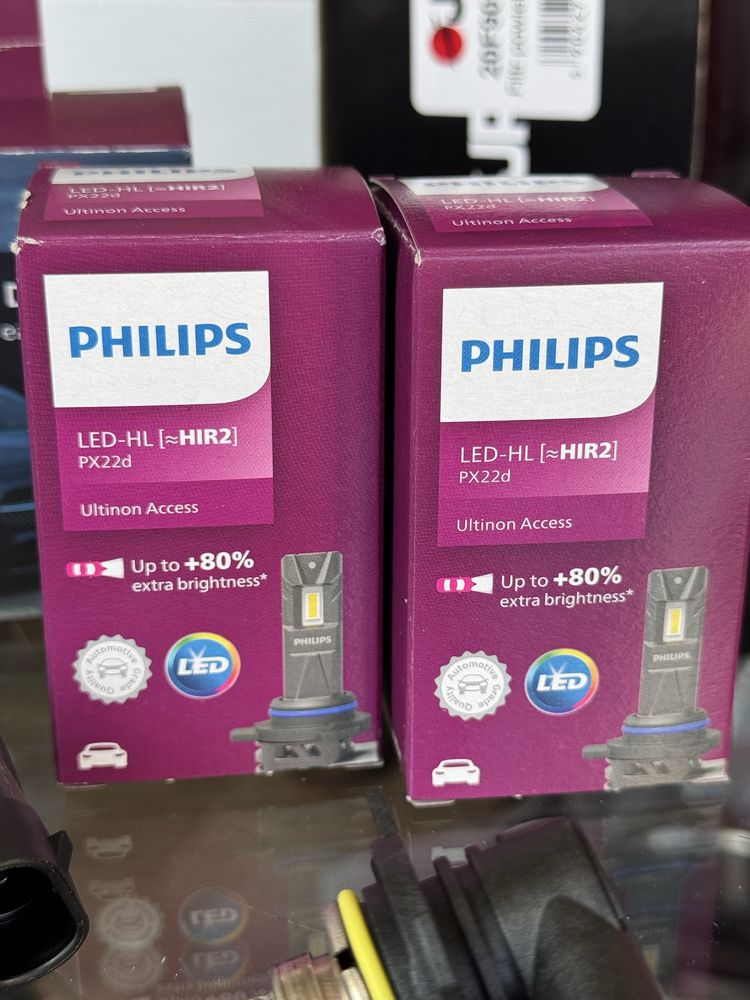 PHILIPS
LED-HL [≈HIR2]
PX22d
Ultinon Access
PHILIPS
LED-HL [≈HIR2]
PX22d
Ultinon Access
Up to +80%
extra brightness*
Automotive Grade Quality
LED
PHILIPS
PHILIPS
LED-HL [≈HIR2]
PX22d
Ultinon Access
PHILIPS
LED-HL [≈HIR2]
PX22d
Ultinon Access
Up to +80%
extra brightness*
Automotive Grade Quality
LED
PHILIPS